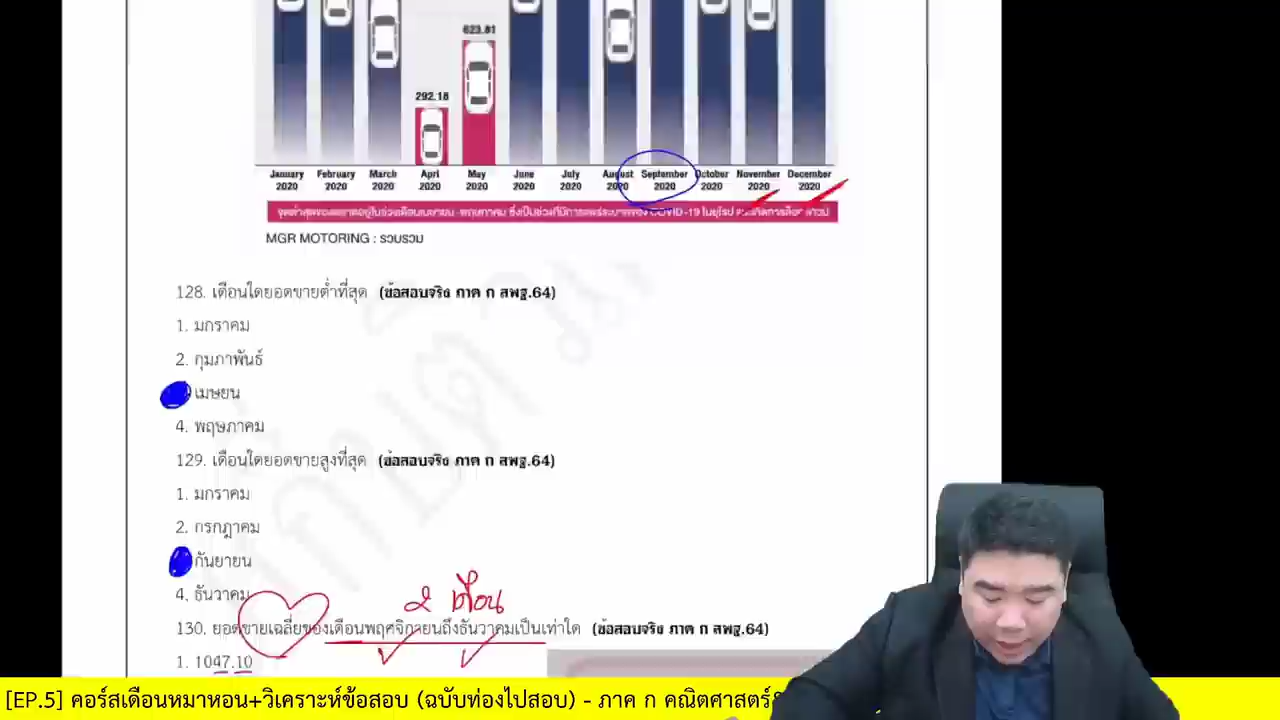 623.81
292.18
January February March April May June July August September October November December
2020 2020 2020 2020 2020 2020 2020 2020 2020 2020 2020 2020
MGR MOTORING : รวบรวม
128. เดือนใดยอดขายต่ำที่สุด (ข้อสอบจริง ภาค ก สพฐ.64)
1. มกราคม
2. กุมภาพันธ์
เมษยน
4. พฤษภาคม
129. เดือนใดยอดขายสูงที่สุด (ข้อสอบจริง ภาค ก สพฐ.64)
1. มกราคม
2. กรกฎาคม
กันยายน
4. ธันวาคม
2 เดือน
130. ยอดขายเฉลี่ยของเดือนพฤศจิกายนถึงธันวาคมเป็นเท่าใด (ข้อสอบจริง ภาค ก สพฐ.64)
1. 1047.10
[EP.5] คอร์สเดือนหมาหอน+วิเคราะห์ข้อสอบ (ฉบับท่องไปสอบ) - ภาค ก คณิตศาสตร์